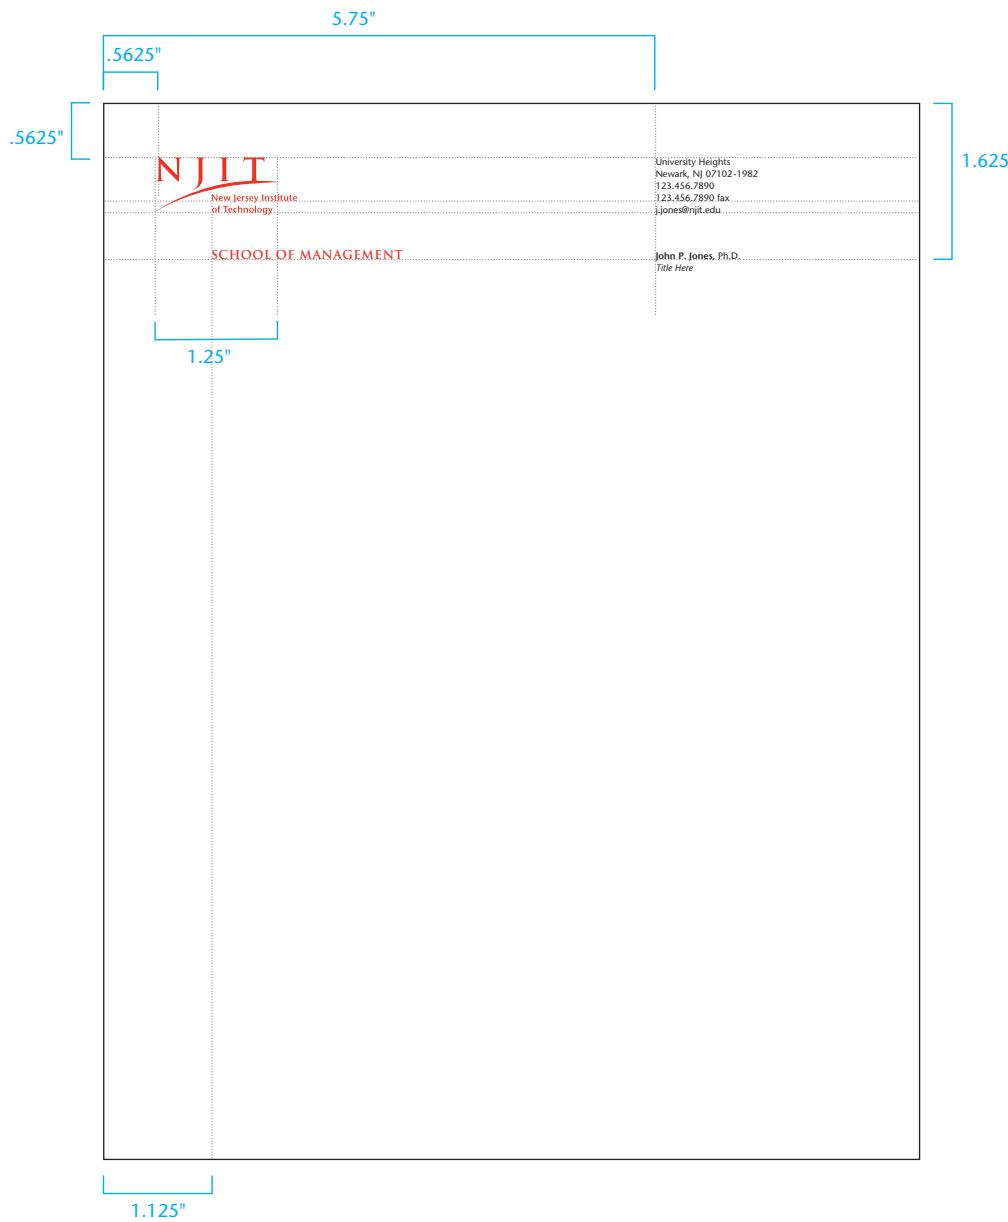 5.75"
.5625"
.5625"
1.625
NJIT
New Jersey Institute
of Technology
University Heights
Newark, NJ 07102-1982
123.456.7890
123.456.7890 fax
j.jones@njit.edu
SCHOOL OF MANAGEMENT
John P. Jones, Ph.D.
Title Here
1.25"
1.125"